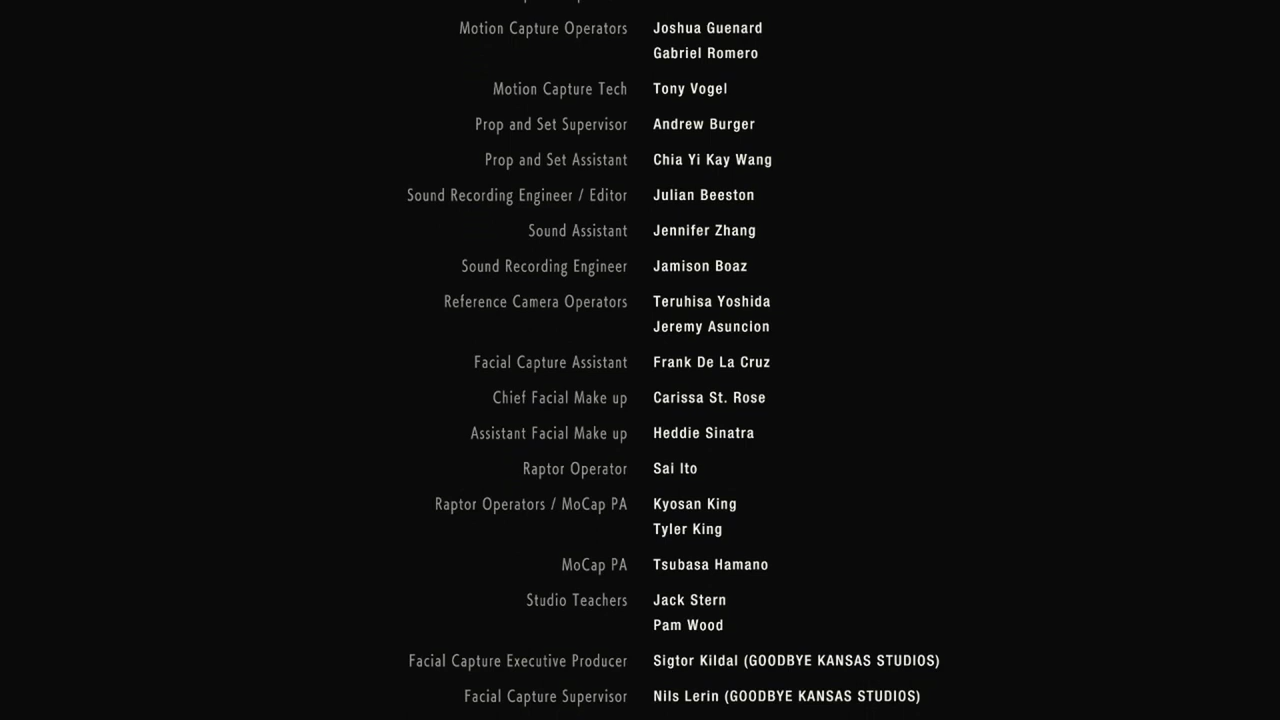 Motion Capture Operators Joshua Guenard
Gabriel Romero
Motion Capture Tech Tony Vogel
Prop and Set Supervisor Andrew Burger
Prop and Set Assistant Chia Yi Kay Wang
Sound Recording Engineer / Editor Julian Beeston
Sound Assistant Jennifer Zhang
Sound Recording Engineer Jamison Boaz
Reference Camera Operators Teruhisa Yoshida
Jeremy Asuncion
Facial Capture Assistant Frank De La Cruz
Chief Facial Make up Carissa St. Rose
Assistant Facial Make up Heddie Sinatra
Raptor Operator Sai Ito
Raptor Operators / MoCap PA Kyosan King
Tyler King
MoCap PA Tsubasa Hamano
Studio Teachers Jack Stern
Pam Wood
Facial Capture Executive Producer Sigtor Kildal (GOODBYE KANSAS STUDIOS)
Facial Capture Supervisor Nils Lerin (GOODBYE KANSAS STUDIOS)